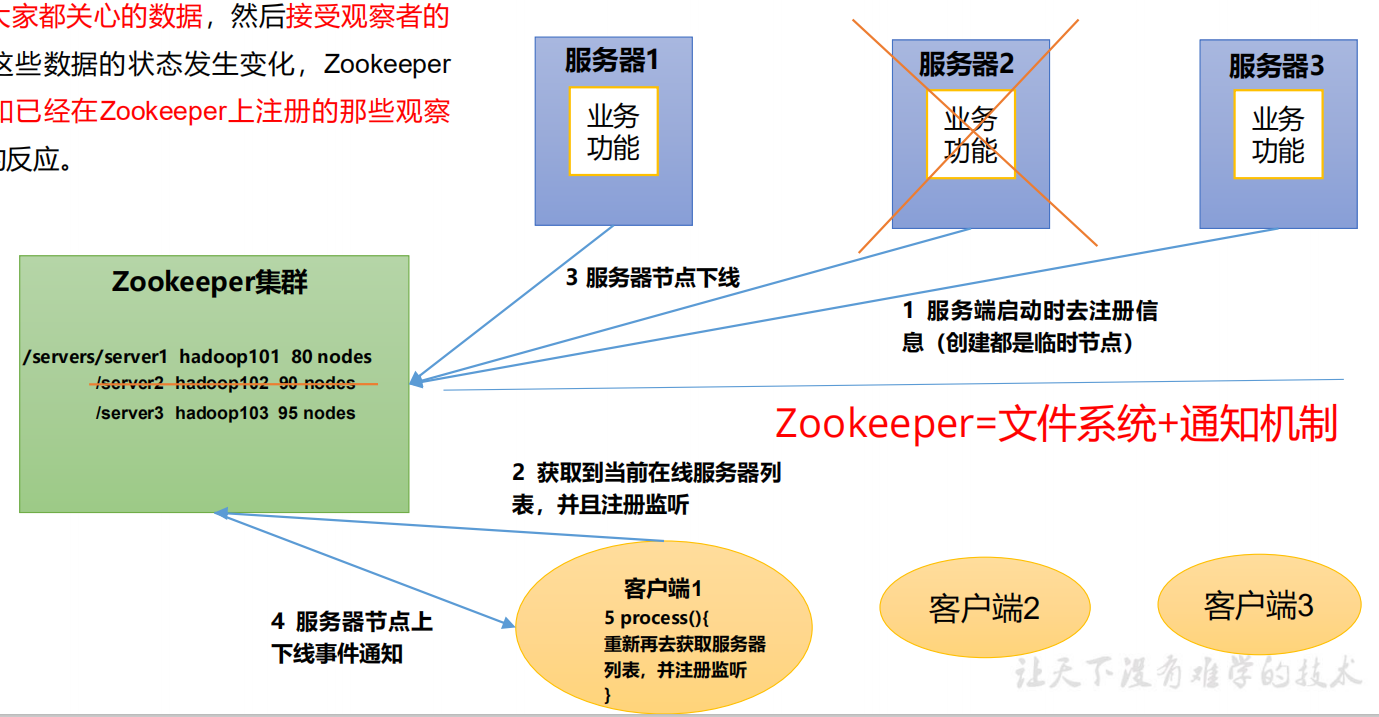 大家都关心的数据，然后接受观察者的
这些数据的状态发生变化，Zookeeper
知已经在Zookeeper上注册的那些观察
的反应。
服务器1
业务
功能
服务器2
业务
功能
服务器3
业务
功能
3 服务器节点下线
1 服务端启动时去注册信
息（创建都是临时节点）
Zookeeper集群
/servers/server1 hadoop101 80 nodes
/server2 hadoop102 90 nodes
/server3 hadoop103 95 nodes
Zookeeper=文件系统+通知机制
2 获取到当前在线服务器列
表，并且注册监听
4 服务器节点上
下线事件通知
客户端1
5 process(){
重新再去获取服务器
列表，并注册监听
}
客户端2
客户端3
让天下没有难学的技术